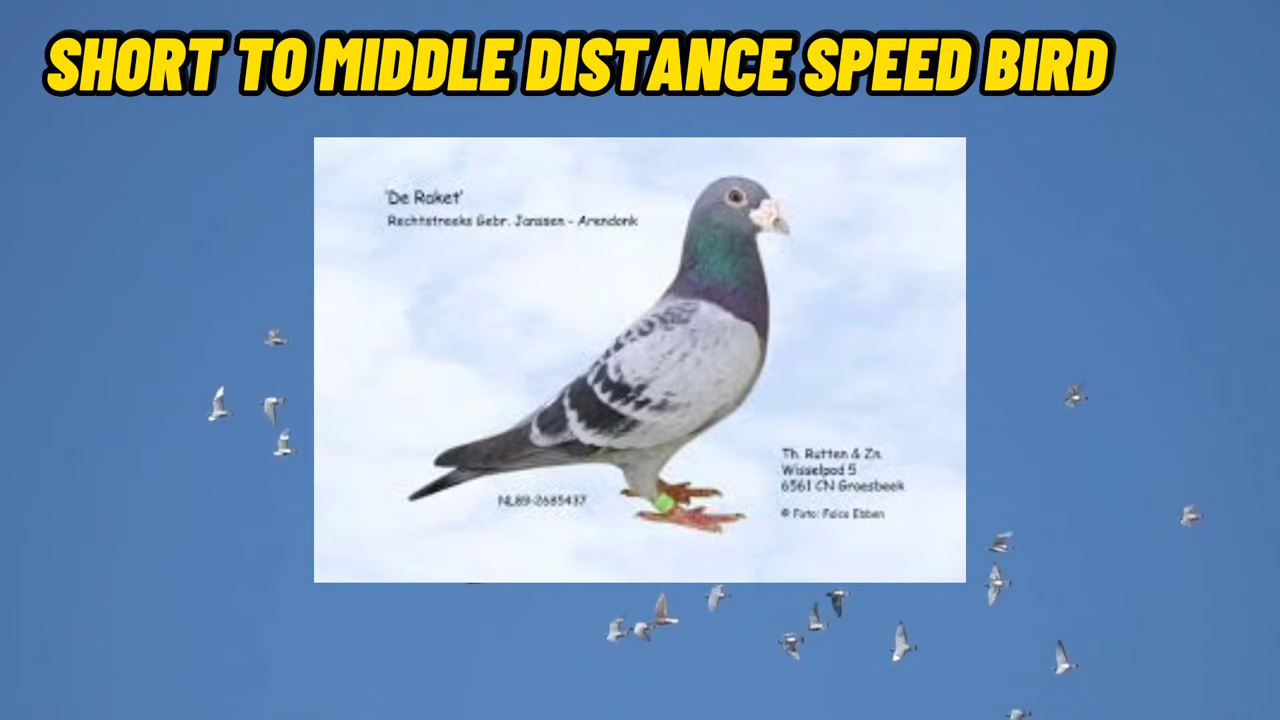 SHORT TO MIDDLE DISTANCE SPEED BIRD
'De Raket'
Rechtstreeks Gebr. Janssen - Arendonk
Th. Rutten & Zn.
Wisselpad 5
6561 CN Groesbeek
NL89-2685437
© Foto: Falco Ebben